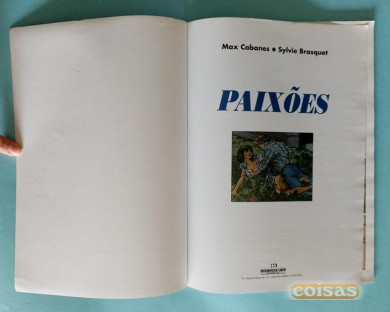 Max Cabanes • Sylvie Brasquet
PAIXÕES
coisas